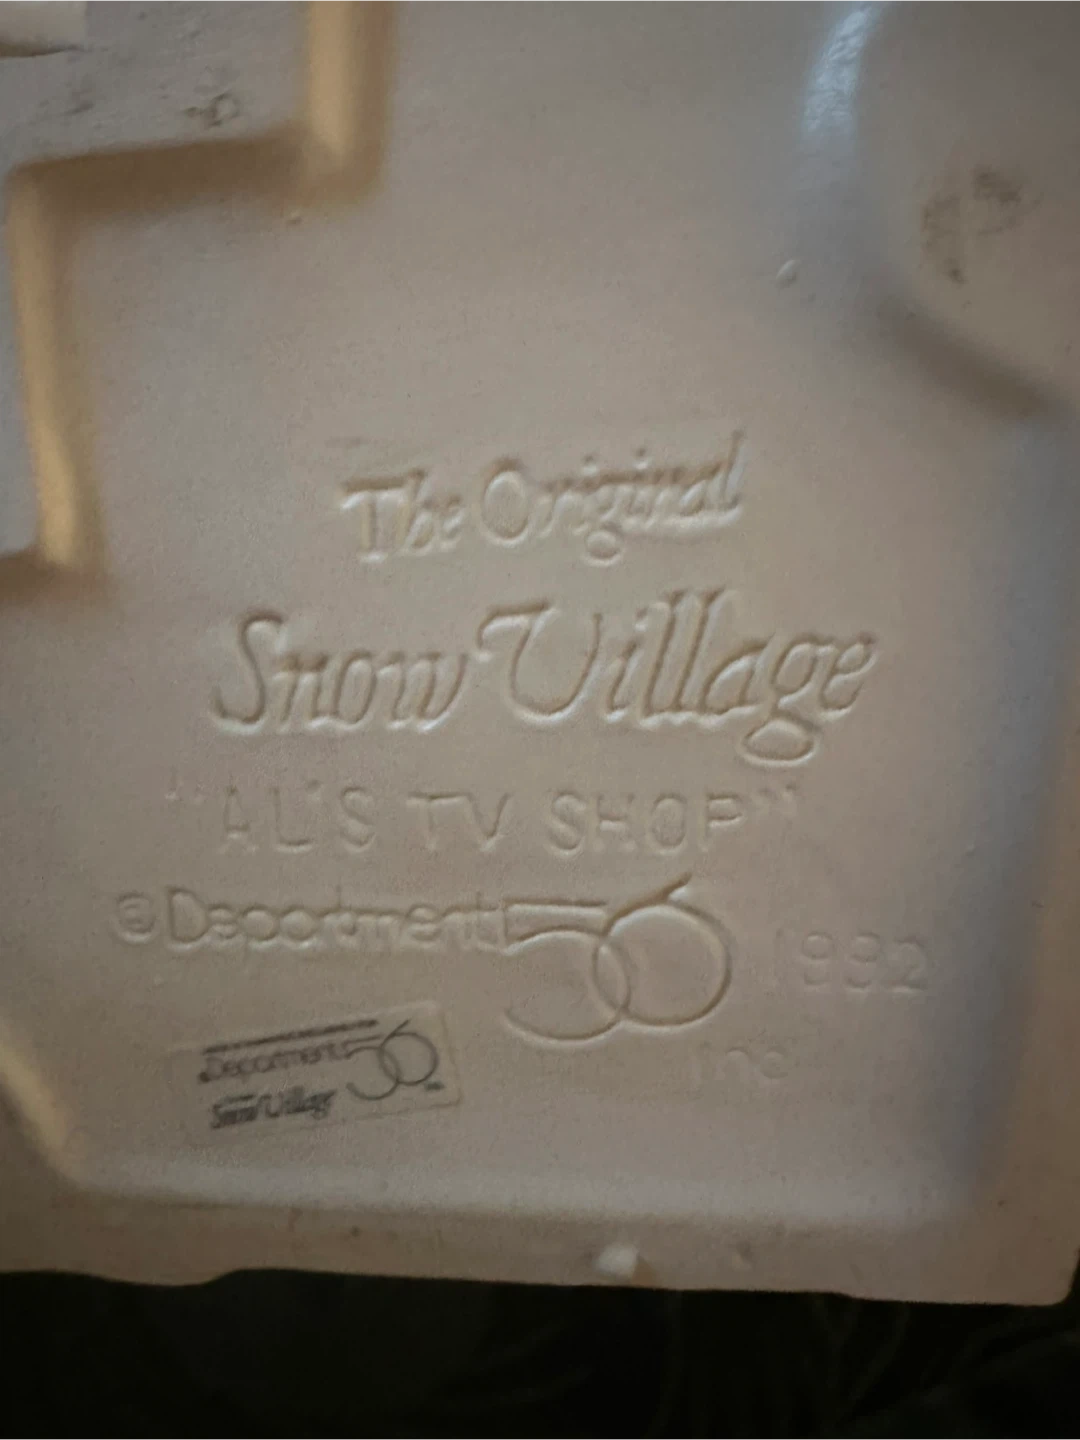 The Original
Snow Village
"AL'S TV SHOP"
© Department 56 1992
inc
Department 56
Snow Village